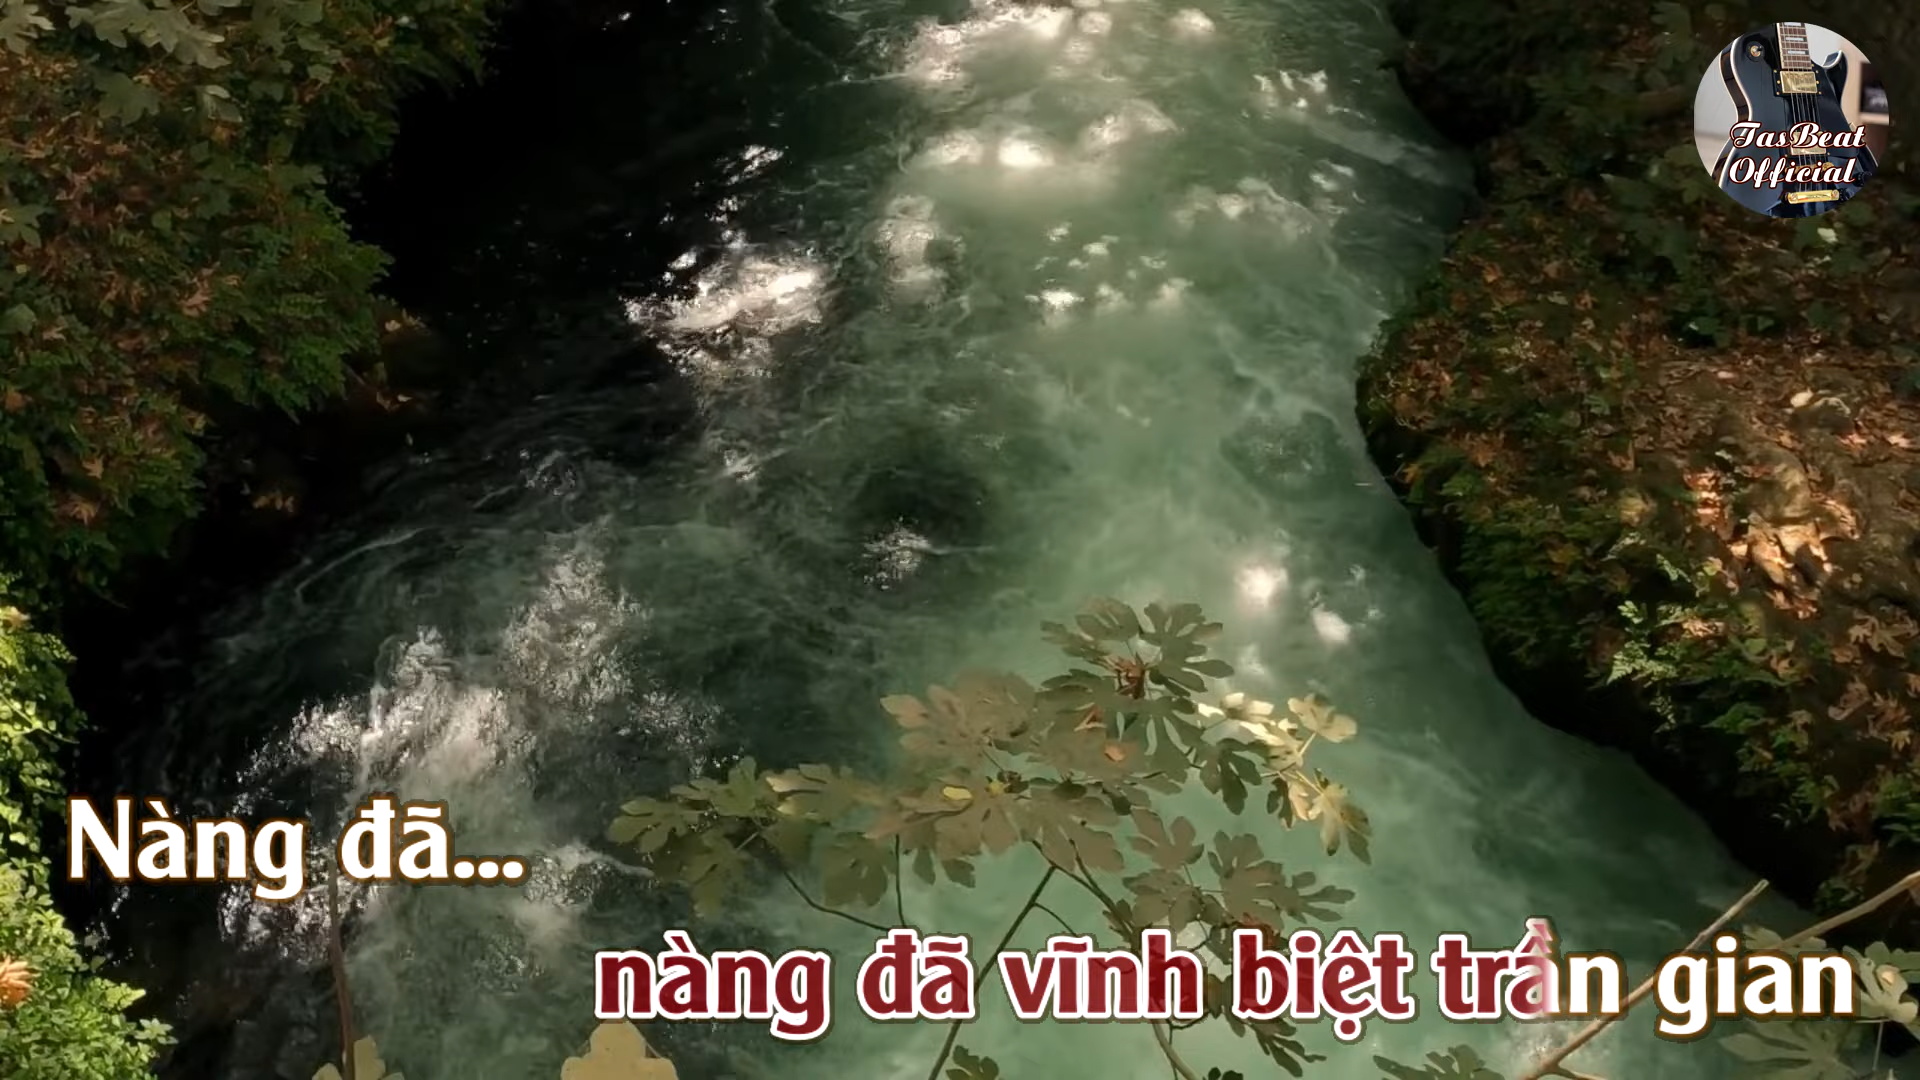 TasBeat
Official
Nàng đã...
nàng đã vĩnh biệt trần gian